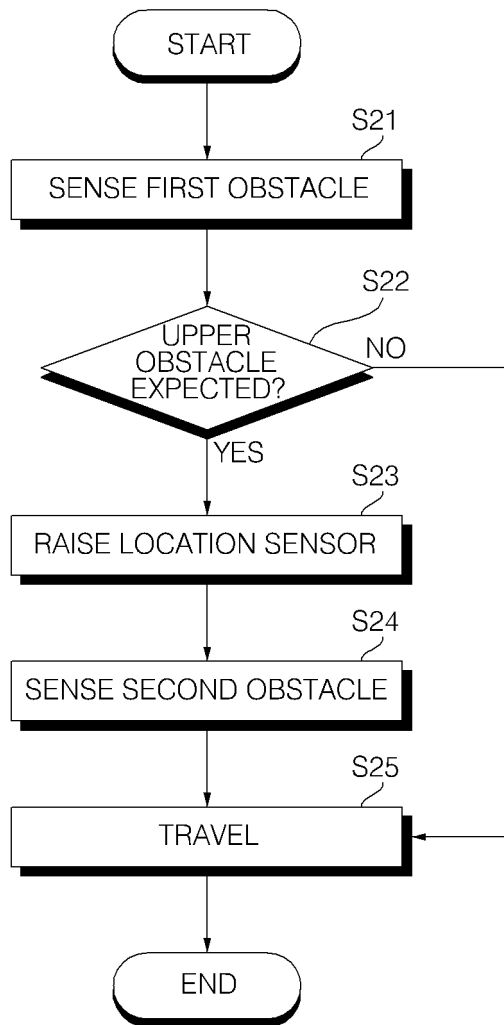 START
S21
SENSE FIRST OBSTACLE
S22
UPPER
OBSTACLE
EXPECTED?
NO
YES
S23
RAISE LOCATION SENSOR
S24
SENSE SECOND OBSTACLE
S25
TRAVEL
END